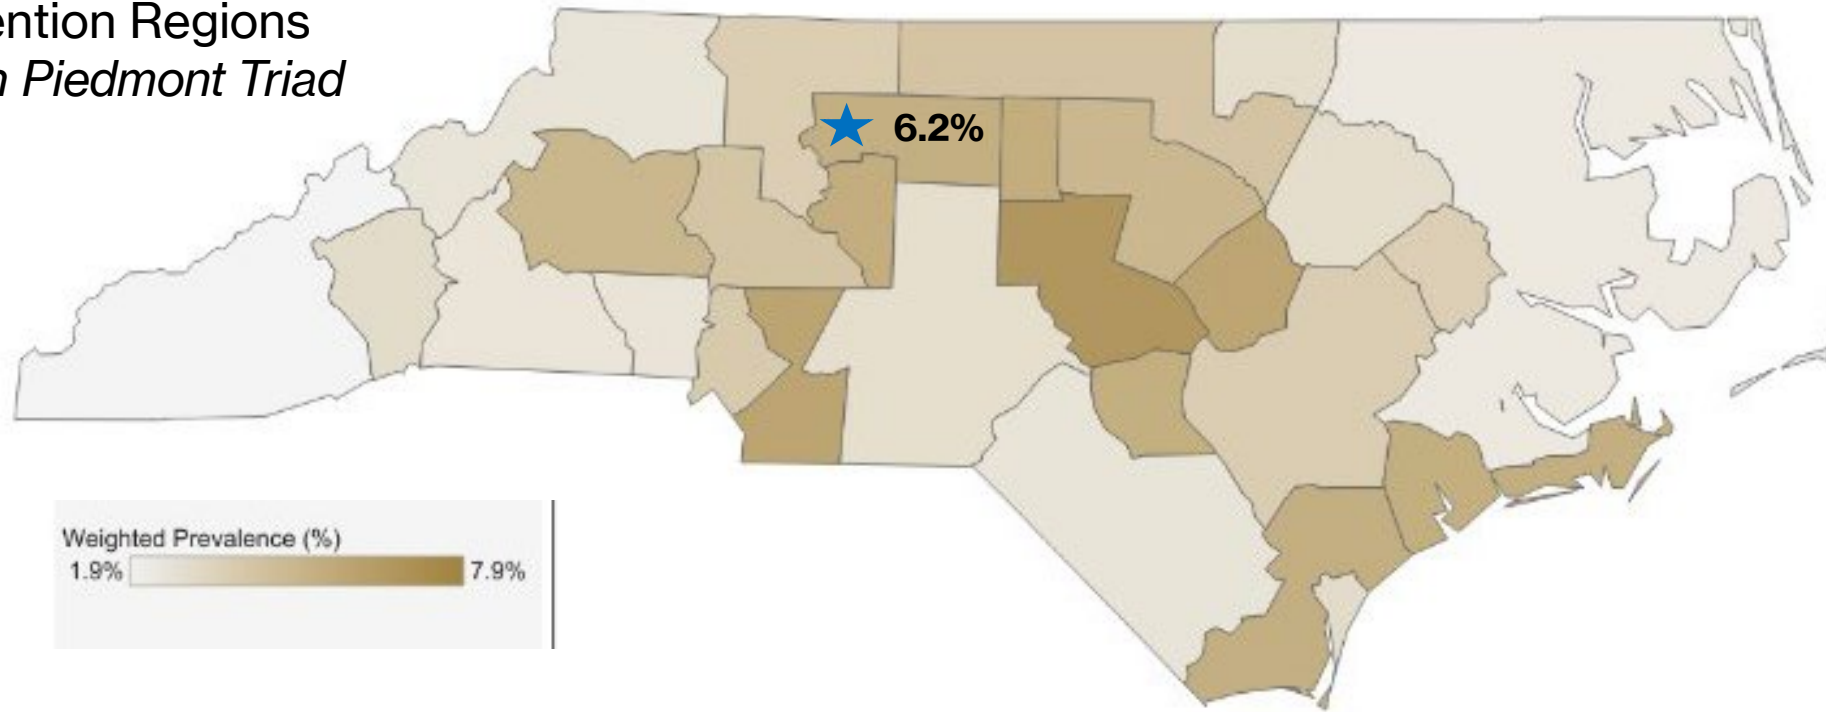 ention Regions
n Piedmont Triad
6.2%
Weighted Prevalence (%)
1.9% 7.9%